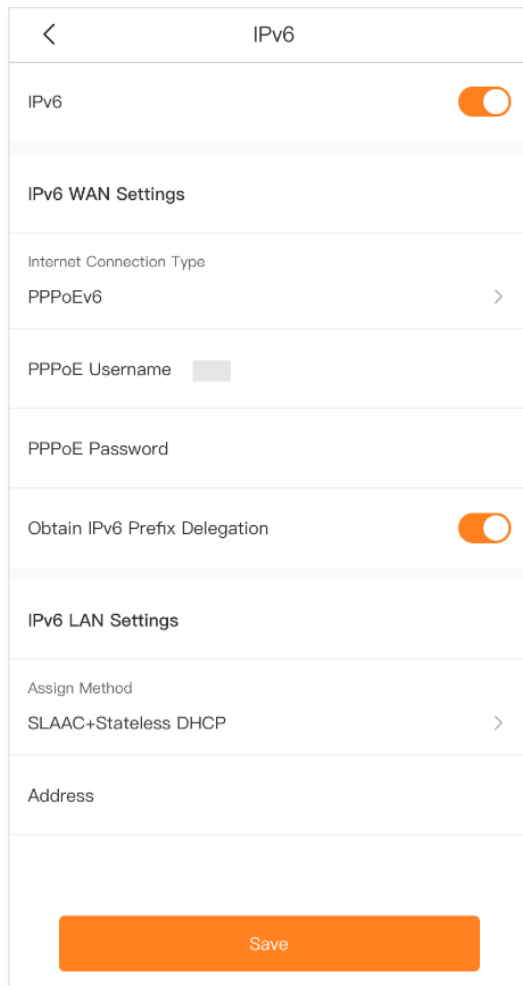 IPv6
IPv6
IPv6 WAN Settings
Internet Connection Type
PPPoEv6
PPPoE Username
PPPoE Password
Obtain IPv6 Prefix Delegation
IPv6 LAN Settings
Assign Method
SLAAC+Stateless DHCP
Address
Save